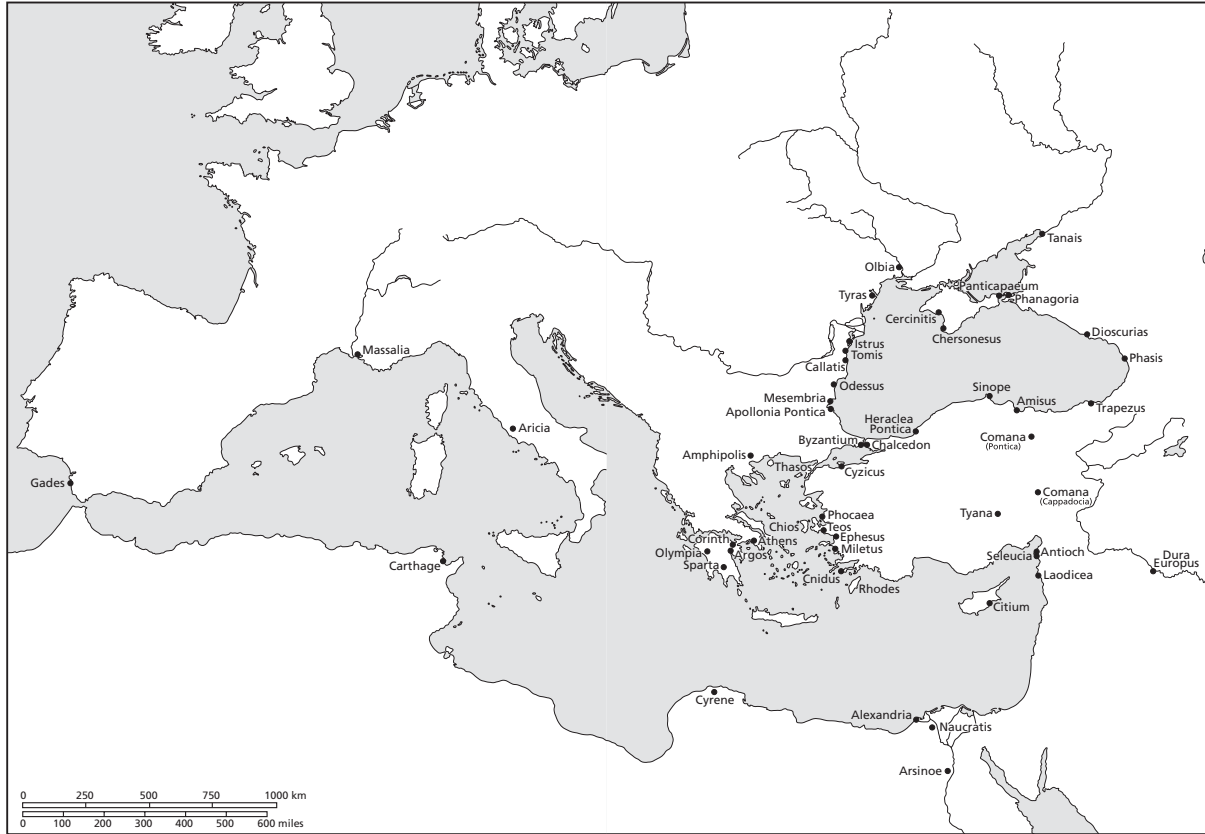 Tanais
Olbia
Panticapaeum
Tyras
Phanagoria
Cercinitis
Chersonesus
Dioscurias
Istrus
Massalia
Tomis
Phasis
Callatis
Odessus
Sinope
Mesembria
Amisus
Trapezus
Apollonia Pontica
Heraclea
Pontica
Aricia
Byzantium
Chalcedon
Comana
(Pontica)
Amphipolis
Thasos
Cyzicus
Gades
Comana
(Cappadocia)
Tyana
Phocaea
Chios
Teos
Ephesus
Corinth
Athens
Miletus
Olympia
Argos
Antioch
Seleucia
Dura
Europus
Carthage
Sparta
Cnidus
Laodicea
Rhodes
Citium
Cyrene
Alexandria
Naucratis
Arsinoe
0 250 500 750 1000 km
0 100 200 300 400 500 600 miles